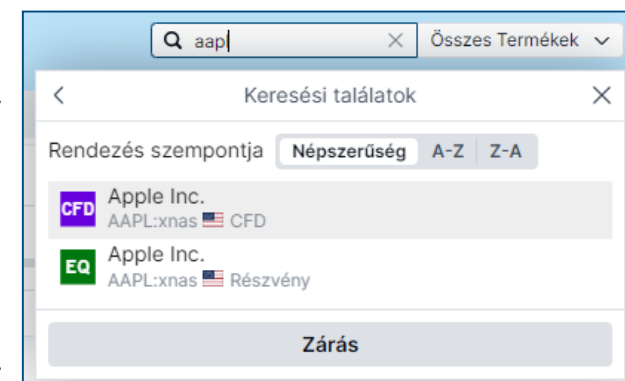 aapl Összes Termékek
Keresési találatok
Rendezés szempontja Népszerűség A-Z Z-A
CFD Apple Inc.
AAPL:xnas CFD
EQ Apple Inc.
AAPL:xnas Részvény
Zárás